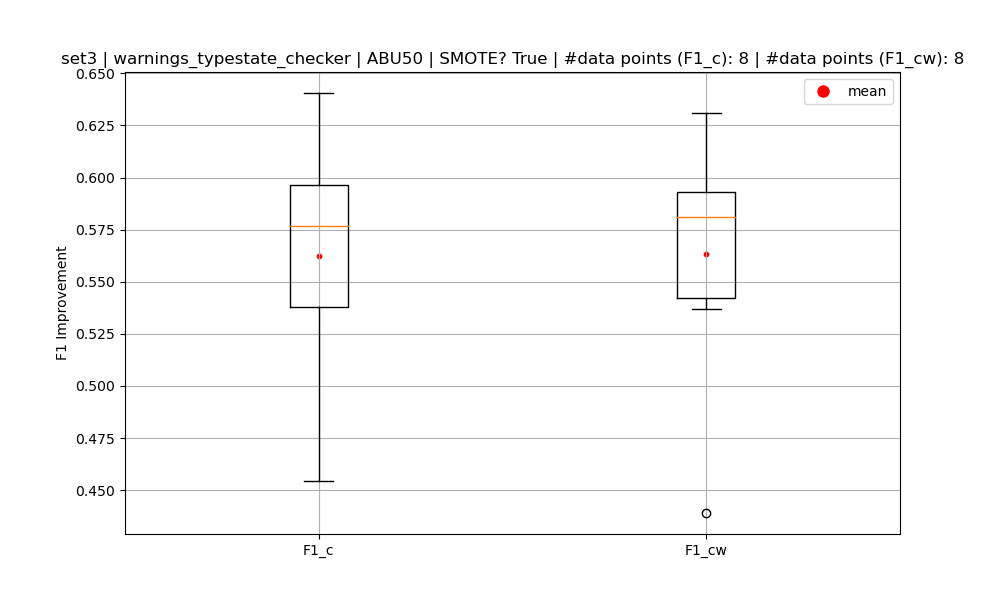 set3 | warnings_typestate_checker | ABU50 | SMOTE? True | #data points (F1_c): 8 | #data points (F1_cw): 8
0.650
mean
0.625
0.600
0.575
0.550
0.525
0.500
0.475
0.450
F1 Improvement
F1_c
F1_cw